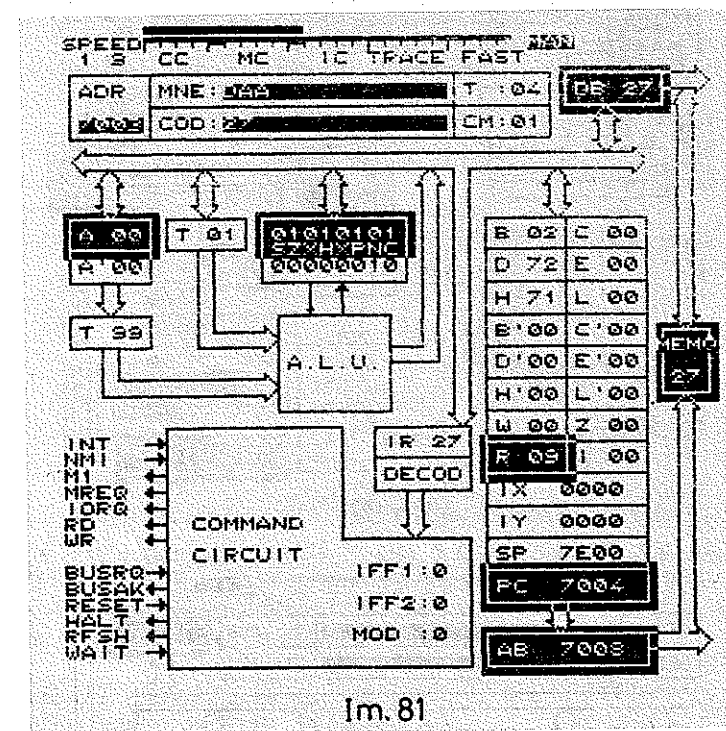 SPEED
1 S CC MC IC TRACE FAST
ADR MNE: DAA T :04
COD: CM:01
DB 27
A 00
A'00
T 01
01010101
SZXHXPNC
00000010
T 99
A.L.U.
B 02 C 00
D 72 E 00
H 71 L 00
B'00 C'00
D'00 E'00
H'00 L'00
W 00 Z 00
R 09 I 00
IX 0000
IY 0000
SP 7E00
PC 7004
AB 7003
MEMO
27
IR 27
DECOD
INT
NMI
M1
MREQ
IORQ
RD
WR
BUSRQ
BUSAK
RESET
HALT
RFSH
WAIT
COMMAND
CIRCUIT
IFF1:0
IFF2:0
MOD :0
Im. 81